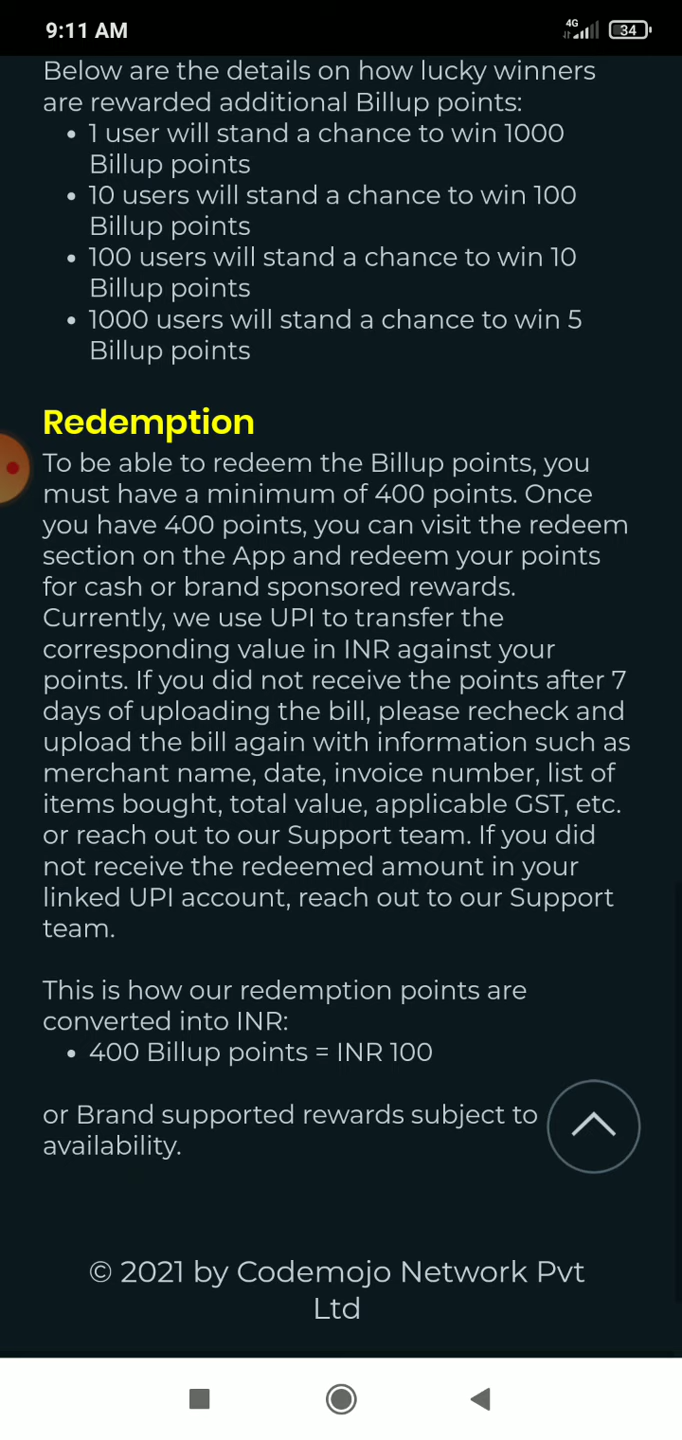 9:11 AM
4G
34
Below are the details on how lucky winners
are rewarded additional Billup points:
• 1 user will stand a chance to win 1000
Billup points
• 10 users will stand a chance to win 100
Billup points
• 100 users will stand a chance to win 10
Billup points
• 1000 users will stand a chance to win 5
Billup points
Redemption
To be able to redeem the Billup points, you
must have a minimum of 400 points. Once
you have 400 points, you can visit the redeem
section on the App and redeem your points
for cash or brand sponsored rewards.
Currently, we use UPI to transfer the
corresponding value in INR against your
points. If you did not receive the points after 7
days of uploading the bill, please recheck and
upload the bill again with information such as
merchant name, date, invoice number, list of
items bought, total value, applicable GST, etc.
or reach out to our Support team. If you did
not receive the redeemed amount in your
linked UPI account, reach out to our Support
team.
This is how our redemption points are
converted into INR:
• 400 Billup points = INR 100
or Brand supported rewards subject to
availability.
© 2021 by Codemojo Network Pvt
Ltd